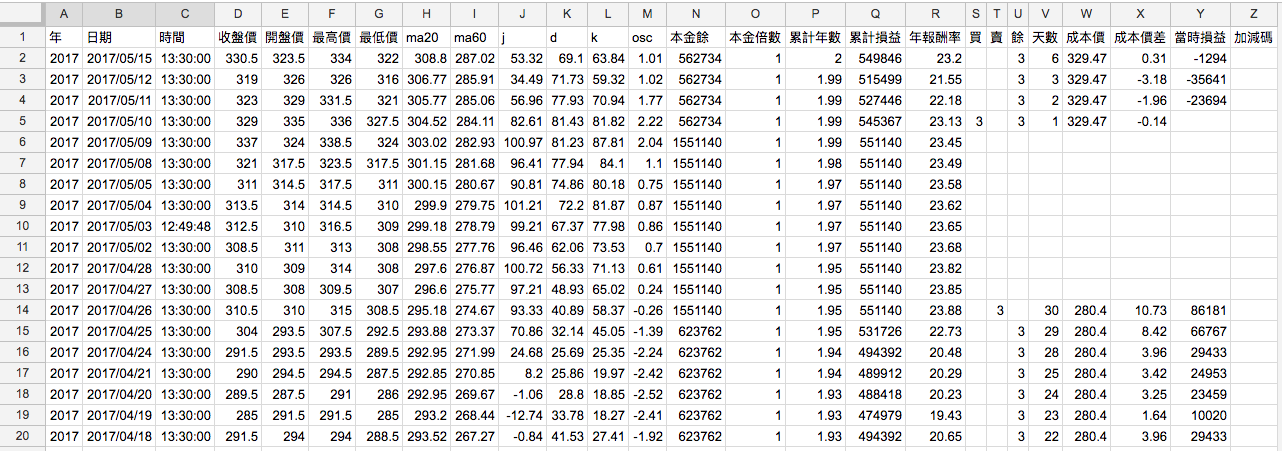 A B C D E F G H I J K L M N O P Q R S T U V W X Y Z
1 年 日期 時間 收盤價 開盤價 最高價 最低價 ma20 ma60 j d k osc 本金餘 本金倍數 累計年數 累計損益 年報酬率 買 賣 餘 天數 成本價 成本價差 當時損益 加減碼
2 2017 2017/05/15 13:30:00 330.5 323.5 334 322 308.8 287.02 53.32 69.1 63.84 1.01 562734 1 2 549846 23.2 3 6 329.47 0.31 -1294
3 2017 2017/05/12 13:30:00 319 326 326 316 306.77 285.91 34.49 71.73 59.32 1.02 562734 1 1.99 515499 21.55 3 3 329.47 -3.18 -35641
4 2017 2017/05/11 13:30:00 323 329 331.5 321 305.77 285.06 56.96 77.93 70.94 1.77 562734 1 1.99 527446 22.18 3 2 329.47 -1.96 -23694
5 2017 2017/05/10 13:30:00 329 335 336 327.5 304.52 284.11 82.61 81.43 81.82 2.22 562734 1 1.99 545367 23.13 3 3 1 329.47 -0.14
6 2017 2017/05/09 13:30:00 337 324 338.5 324 303.02 282.93 100.97 81.23 87.81 2.04 1551140 1 1.99 551140 23.45
7 2017 2017/05/08 13:30:00 321 317.5 323.5 317.5 301.15 281.68 96.41 77.94 84.1 1.1 1551140 1 1.98 551140 23.49
8 2017 2017/05/05 13:30:00 311 314.5 317.5 311 300.15 280.67 90.81 74.86 80.18 0.75 1551140 1 1.97 551140 23.58
9 2017 2017/05/04 13:30:00 313.5 314 314.5 310 299.9 279.75 101.21 72.2 81.87 0.87 1551140 1 1.97 551140 23.62
10 2017 2017/05/03 12:49:48 312.5 310 316.5 309 299.18 278.79 99.21 67.37 77.98 0.86 1551140 1 1.97 551140 23.65
11 2017 2017/05/02 13:30:00 308.5 311 313 308 298.55 277.76 96.46 62.06 73.53 0.7 1551140 1 1.97 551140 23.68
12 2017 2017/04/28 13:30:00 310 309 314 308 297.6 276.87 100.72 56.33 71.13 0.61 1551140 1 1.95 551140 23.82
13 2017 2017/04/27 13:30:00 308.5 308 309.5 307 296.6 275.77 97.21 48.93 65.02 0.24 1551140 1 1.95 551140 23.85
14 2017 2017/04/26 13:30:00 310.5 310 315 308.5 295.18 274.67 93.33 40.89 58.37 -0.26 1551140 1 1.95 551140 23.88 3 30 280.4 10.73 86181
15 2017 2017/04/25 13:30:00 304 293.5 307.5 292.5 293.88 273.37 70.86 32.14 45.05 -1.39 623762 1 1.95 531726 22.73 3 29 280.4 8.42 66767
16 2017 2017/04/24 13:30:00 291.5 293.5 293.5 289.5 292.95 271.99 24.68 25.69 25.35 -2.24 623762 1 1.94 494392 20.48 3 28 280.4 3.96 29433
17 2017 2017/04/21 13:30:00 290 294.5 294.5 287.5 292.85 270.85 8.2 25.86 19.97 -2.42 623762 1 1.94 489912 20.29 3 25 280.4 3.42 24953
18 2017 2017/04/20 13:30:00 289.5 287.5 291 286 292.95 269.67 -1.06 28.8 18.85 -2.52 623762 1 1.93 488418 20.23 3 24 280.4 3.25 23459
19 2017 2017/04/19 13:30:00 285 291.5 291.5 285 293.2 268.44 -12.74 33.78 18.27 -2.41 623762 1 1.93 474979 19.43 3 23 280.4 1.64 10020
20 2017 2017/04/18 13:30:00 291.5 294 294 288.5 293.52 267.27 -0.84 41.53 27.41 -1.92 623762 1 1.93 494392 20.65 3 22 280.4 3.96 29433